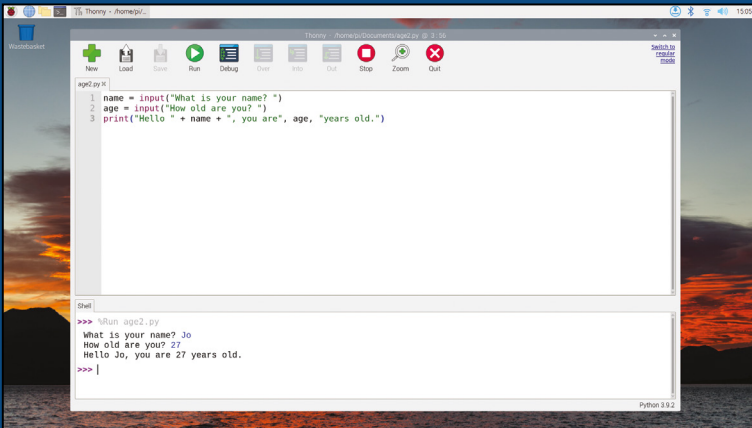 Thonny - /home/pi/...
15:05
Wastebasket
Thonny - /home/pi/Documents/age2.py @ 3 : 56
New Load Save Run Debug Over Into Out Stop Zoom Quit
Switch to
regular
mode
age2.py
1 name = input("What is your name? ")
2 age = input("How old are you? ")
3 print("Hello " + name + ", you are", age, "years old.")
Shell
>>> %Run age2.py
What is your name? Jo
How old are you? 27
Hello Jo, you are 27 years old.
>>>
Python 3.9.2